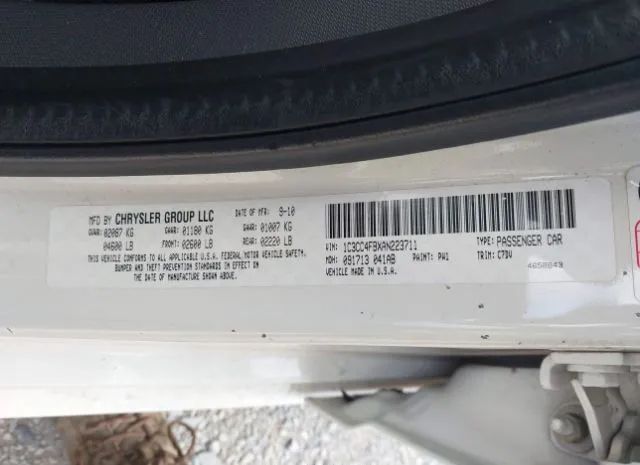 MFD BY CHRYSLER GROUP LLC DATE OF MFR: 9-10
GVWR: 02087 KG GAWR: 01180 KG GAWR: 01007 KG
04600 LB FRONT: 02600 LB REAR: 02220 LB
THIS VEHICLE CONFORMS TO ALL APPLICABLE U.S.A. FEDERAL MOTOR VEHICLE SAFETY,
BUMPER AND THEFT PREVENTION STANDARDS IN EFFECT ON
THE DATE OF MANUFACTURE SHOWN ABOVE.
VIN: 1C3CC4FBXAN223711 TYPE: PASSENGER CAR
MDH: 091713 041AB PAINT: PW1 TRIM: C7DV
VEHICLE MADE IN U.S.A. 4658043